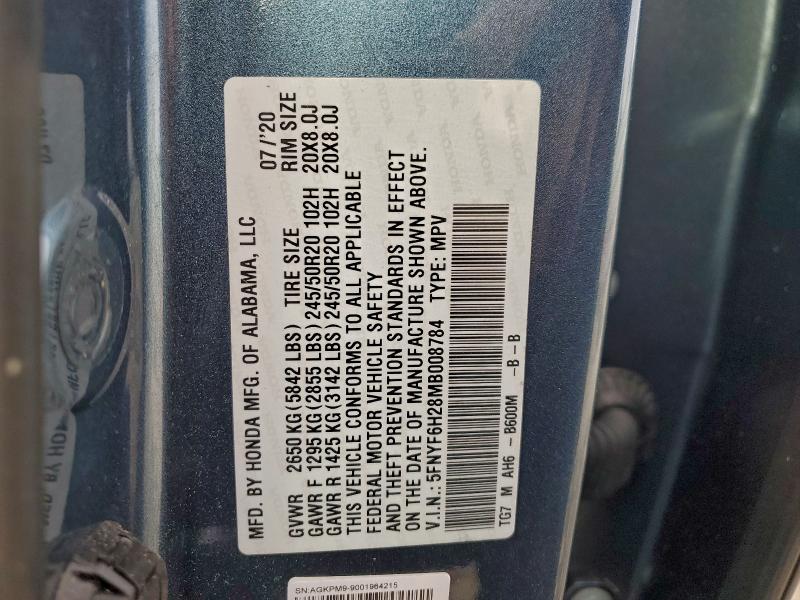 MFD. BY HONDA MFG. OF ALABAMA, LLC 07/'20
GVWR 2650 KG (5842 LBS) TIRE SIZE RIM SIZE
GAWR F 1295 KG (2855 LBS) 245/50R20 102H 20X8.0J
GAWR R 1425 KG (3142 LBS) 245/50R20 102H 20X8.0J
THIS VEHICLE CONFORMS TO ALL APPLICABLE
FEDERAL MOTOR VEHICLE SAFETY
AND THEFT PREVENTION STANDARDS IN EFFECT
ON THE DATE OF MANUFACTURE SHOWN ABOVE.
V.I.N.: 5FNYF6H28MB008784 TYPE: MPV
TG7 M AH6 - B600M -B-B
SN:AGKPM9-9001964215